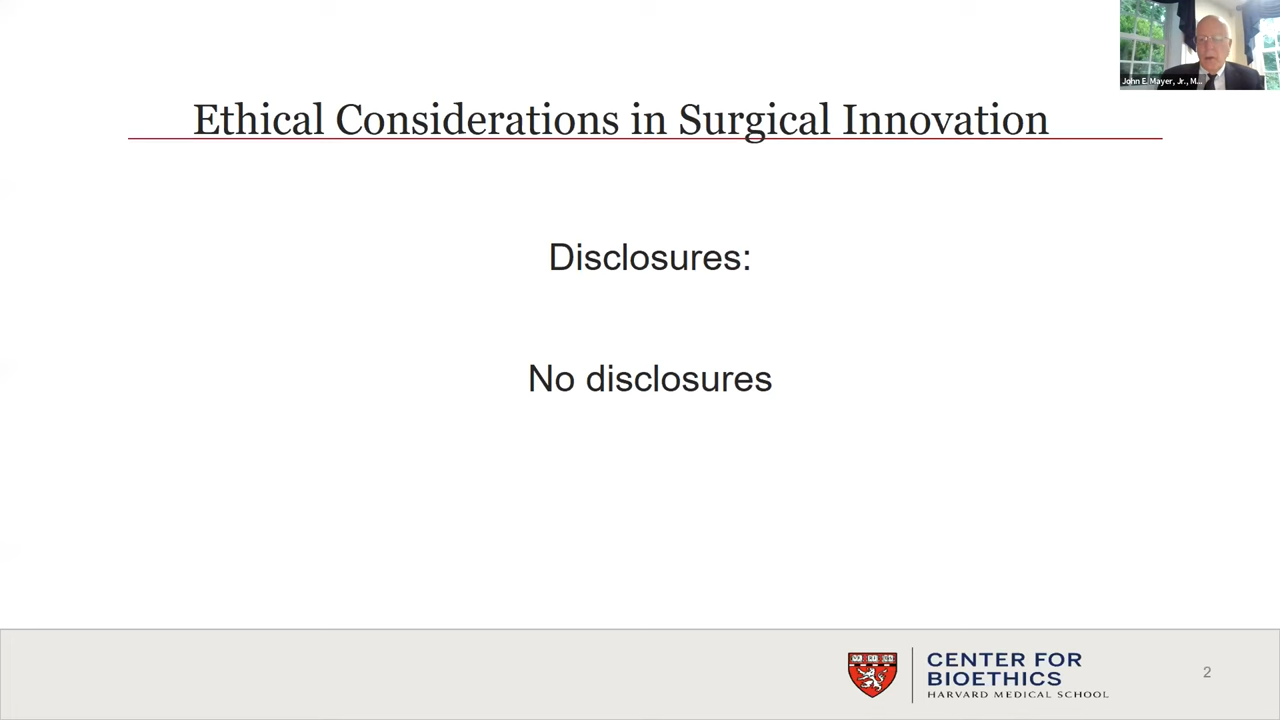 John E. Mayer, Jr., M...
Ethical Considerations in Surgical Innovation
Disclosures:
No disclosures
CENTER FOR
BIOETHICS
HARVARD MEDICAL SCHOOL
2